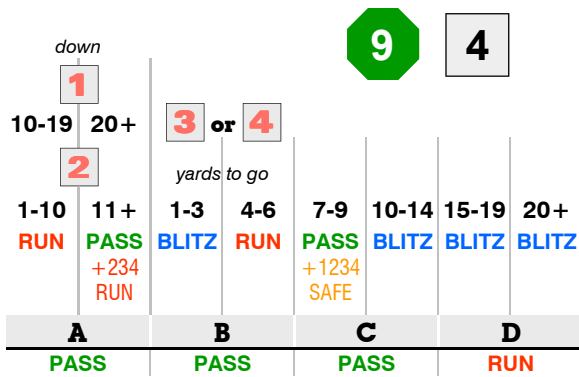 9 4
down
1
10-19 20+ 3 or 4
2 yards to go
1-10 11+ 1-3 4-6 7-9 10-14 15-19 20+
RUN PASS BLITZ RUN PASS BLITZ BLITZ BLITZ
+234 +1234
RUN SAFE
A B C D
PASS PASS PASS RUN